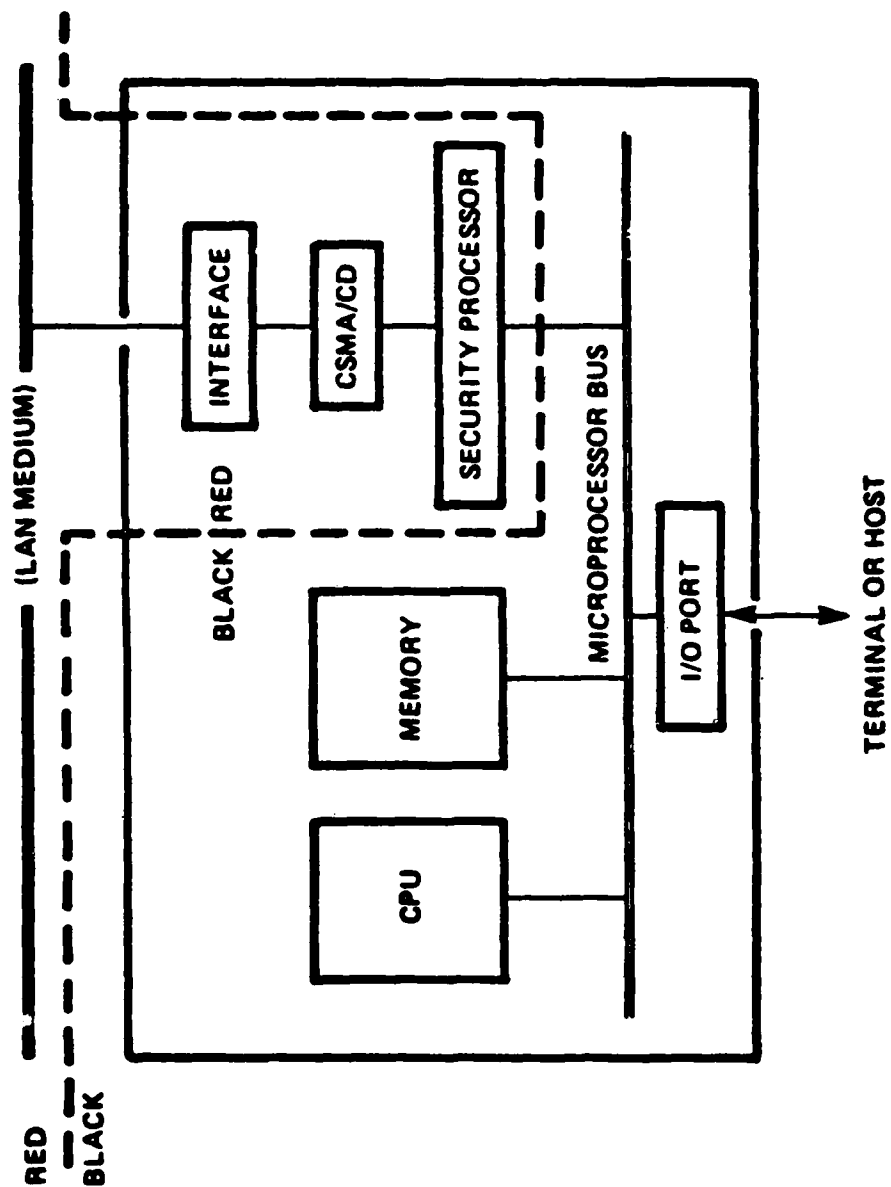 RED
BLACK
(LAN MEDIUM)
BLACK
RED
INTERFACE
CSMA/CD
SECURITY PROCESSOR
CPU
MEMORY
MICROPROCESSOR BUS
I/O PORT
TERMINAL OR HOST